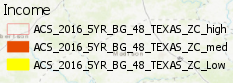 Income
ACS_2016_5YR_BG_48_TEXAS_ZC_high
ACS_2016_5YR_BG_48_TEXAS_ZC_med
ACS_2016_5YR_BG_48_TEXAS_ZC_Low